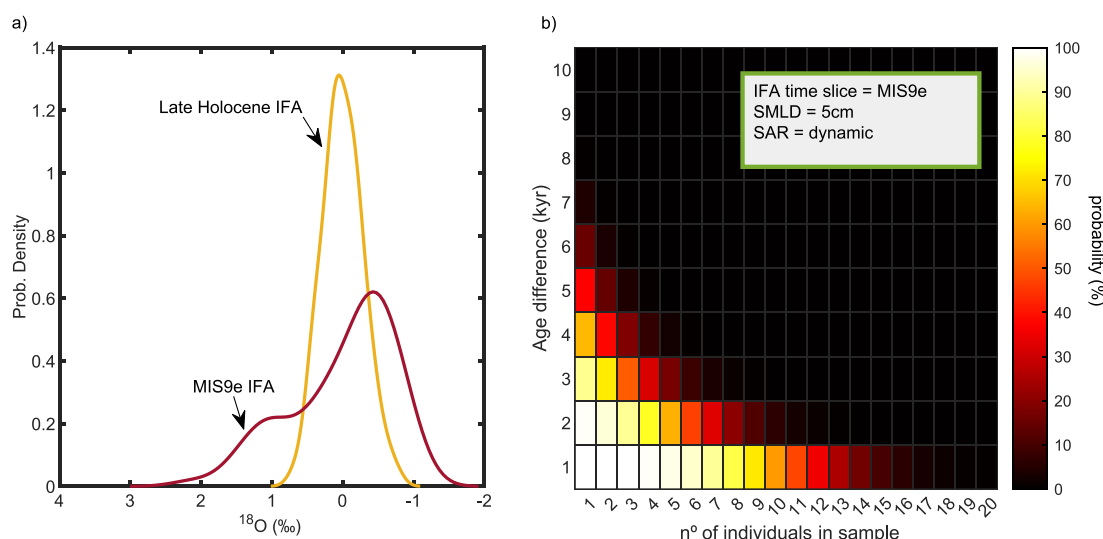 a)
1.4
1.2
1
0.8
0.6
0.4
0.2
0
Prob. Density
Late Holocene IFA
MIS9e IFA
4 3 2 1 0 -1 -2
18O (‰)
b)
10
9
8
7
6
5
4
3
2
1
Age difference (kyr)
IFA time slice = MIS9e
SMLD = 5cm
SAR = dynamic
1 2 3 4 5 6 7 8 9 10 11 12 13 14 15 16 17 18 19 20
nº of individuals in sample
100
90
80
70
60
50
40
30
20
10
0
probability (%)